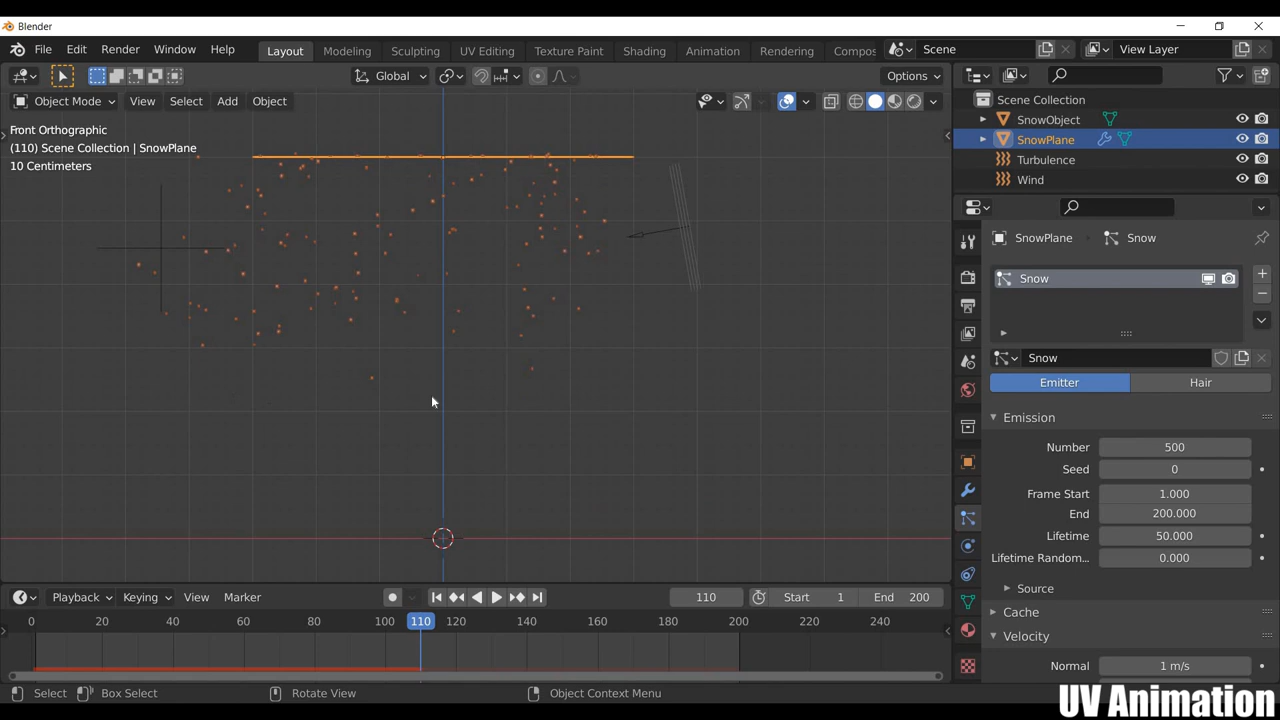 Blender
File Edit Render Window Help Layout Modeling Sculpting UV Editing Texture Paint Shading Animation Rendering Compos Scene View Layer
Global Options
Object Mode View Select Add Object
Scene Collection
SnowObject
SnowPlane
Turbulence
Wind
Front Orthographic
(110) Scene Collection | SnowPlane
10 Centimeters
SnowPlane Snow
Snow
Snow
Emitter Hair
Emission
Number 500
Seed 0
Frame Start 1.000
End 200.000
Lifetime 50.000
Lifetime Random... 0.000
Source
Cache
Velocity
Normal 1 m/s
Playback Keying View Marker 110 Start 1 End 200
0 20 40 60 80 100 110 120 140 160 180 200 220 240
Select Box Select Rotate View Object Context Menu
UV Animation